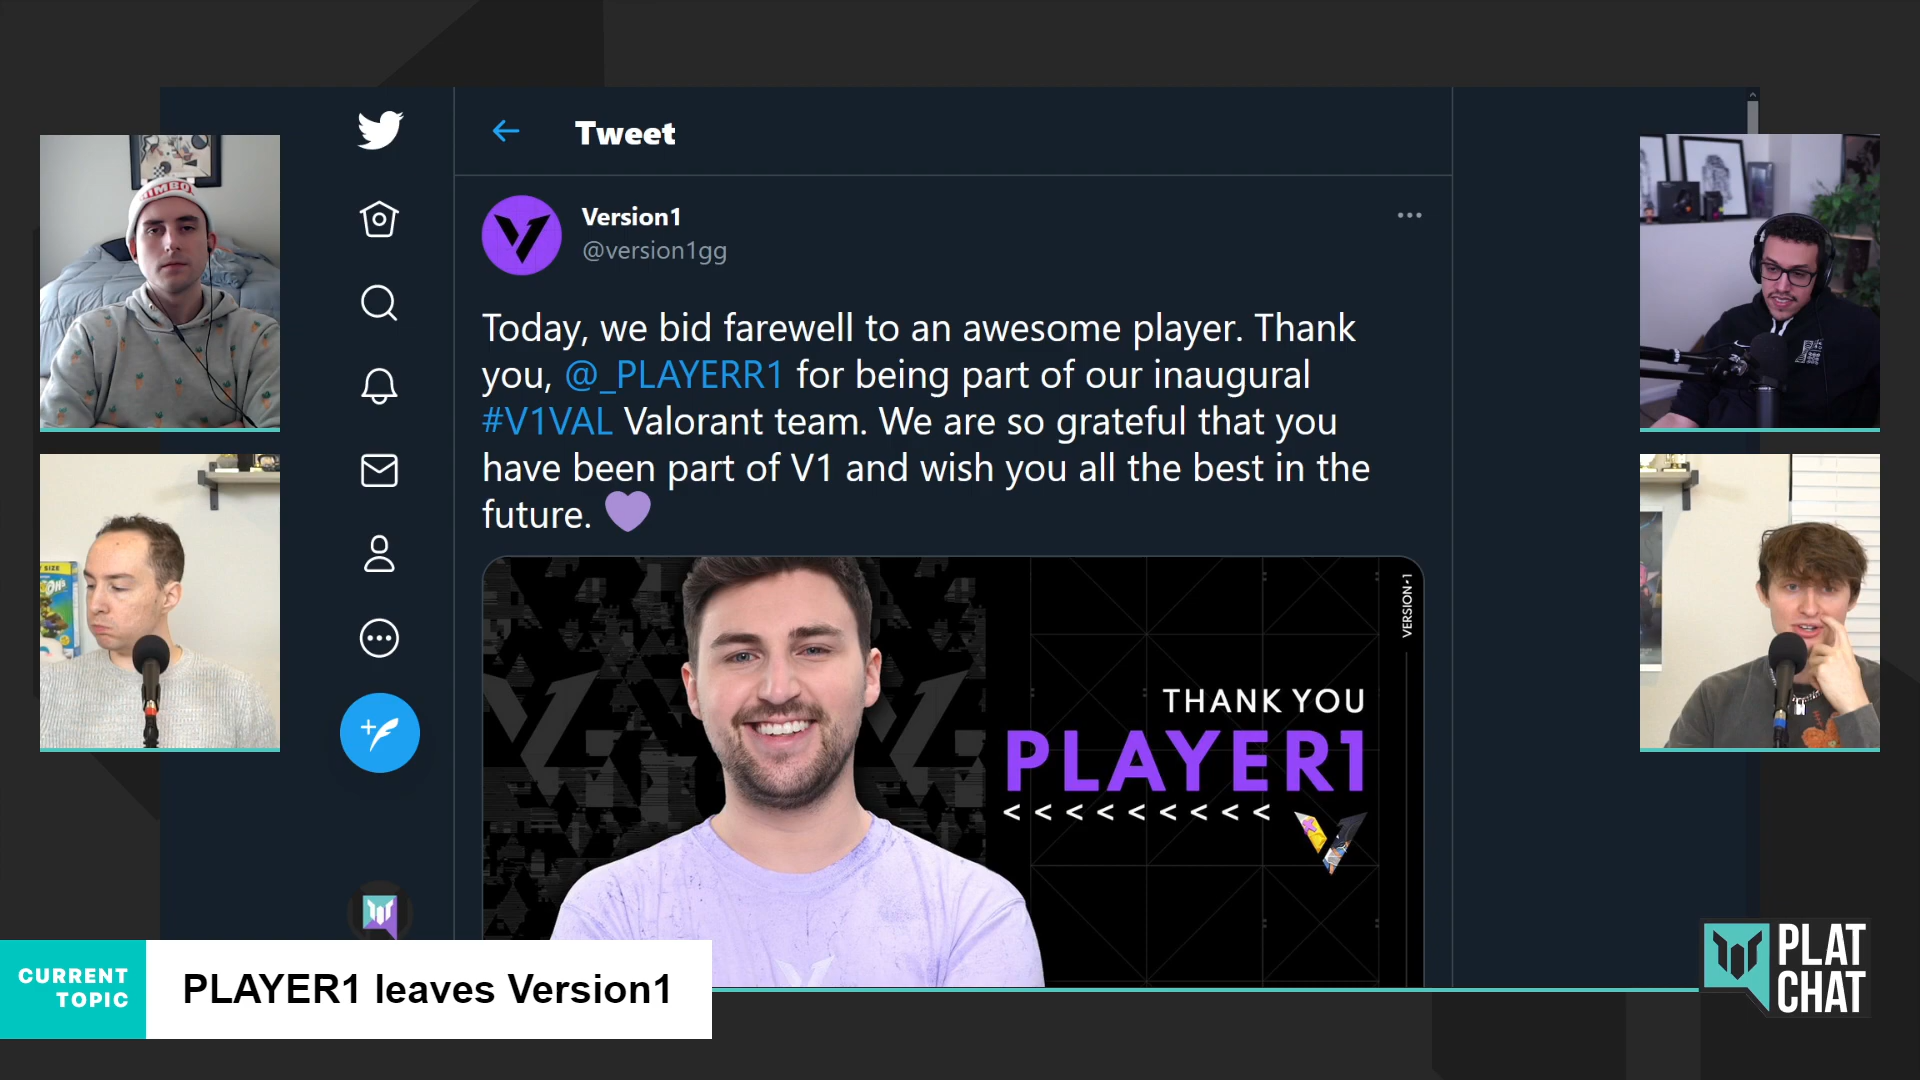 Tweet
Version1
@version1gg
Today, we bid farewell to an awesome player. Thank
you, @_PLAYERR1 for being part of our inaugural
#V1VAL Valorant team. We are so grateful that you
have been part of V1 and wish you all the best in the
future.
VERSION1
THANK YOU
PLAYER1
<<<<<<<<<
CURRENT
TOPIC
PLAYER1 leaves Version1
PLAT
CHAT
SIZE